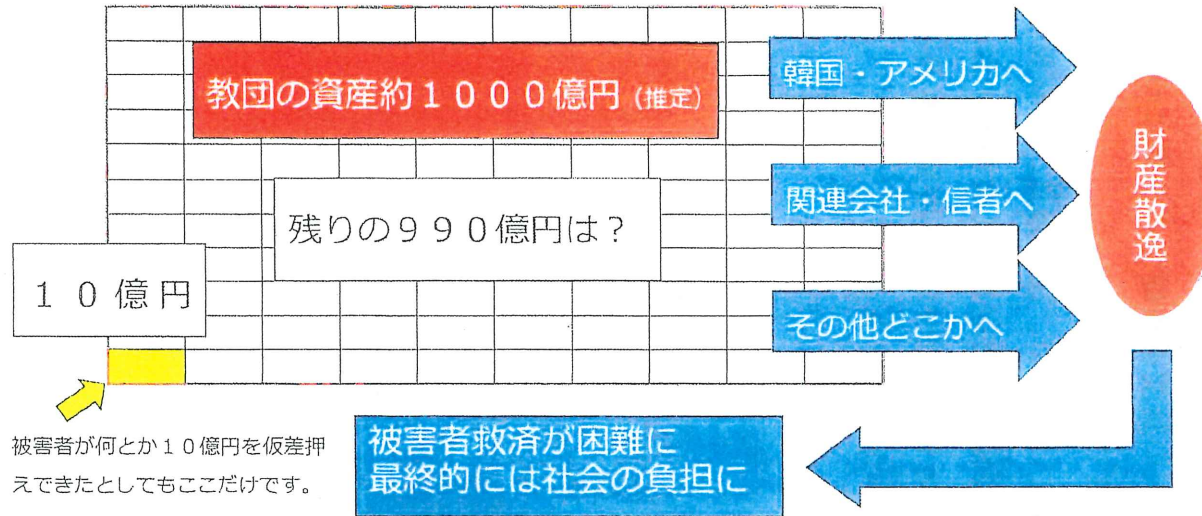 教団の資産約１０００億円（推定）
残りの９９０億円は？
１０億円
被害者が何とか１０億円を仮差押
えできたとしてもここだけです。
韓国・アメリカへ
関連会社・信者へ
その他どこかへ
財産散逸
被害者救済が困難に
最終的には社会の負担に